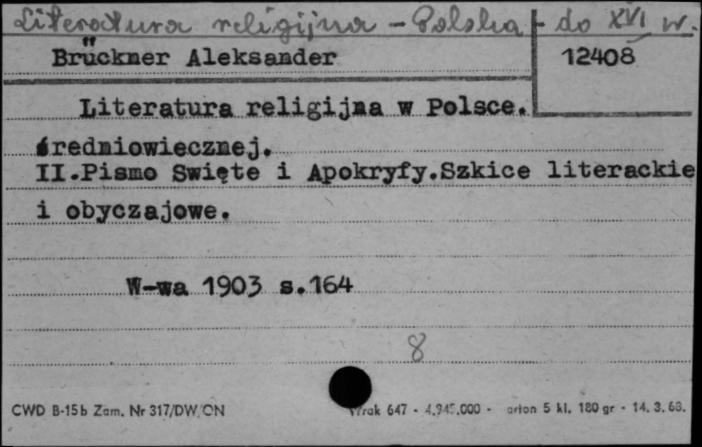 Literatura religijna - Polska - do XVI w.
Brückner Aleksander
12408
Literatura religijna w Polsce.
średniowiecznej.
II.Pismo Swięte i Apokryfy.Szkice literackie
i obyczajowe.
W-wa 1903 s.164
8
CWD B-15b Zam. Nr 317/DW/ON
647 - 4.945.000 - 5 kl. 180 gr - 14. 3. 68.